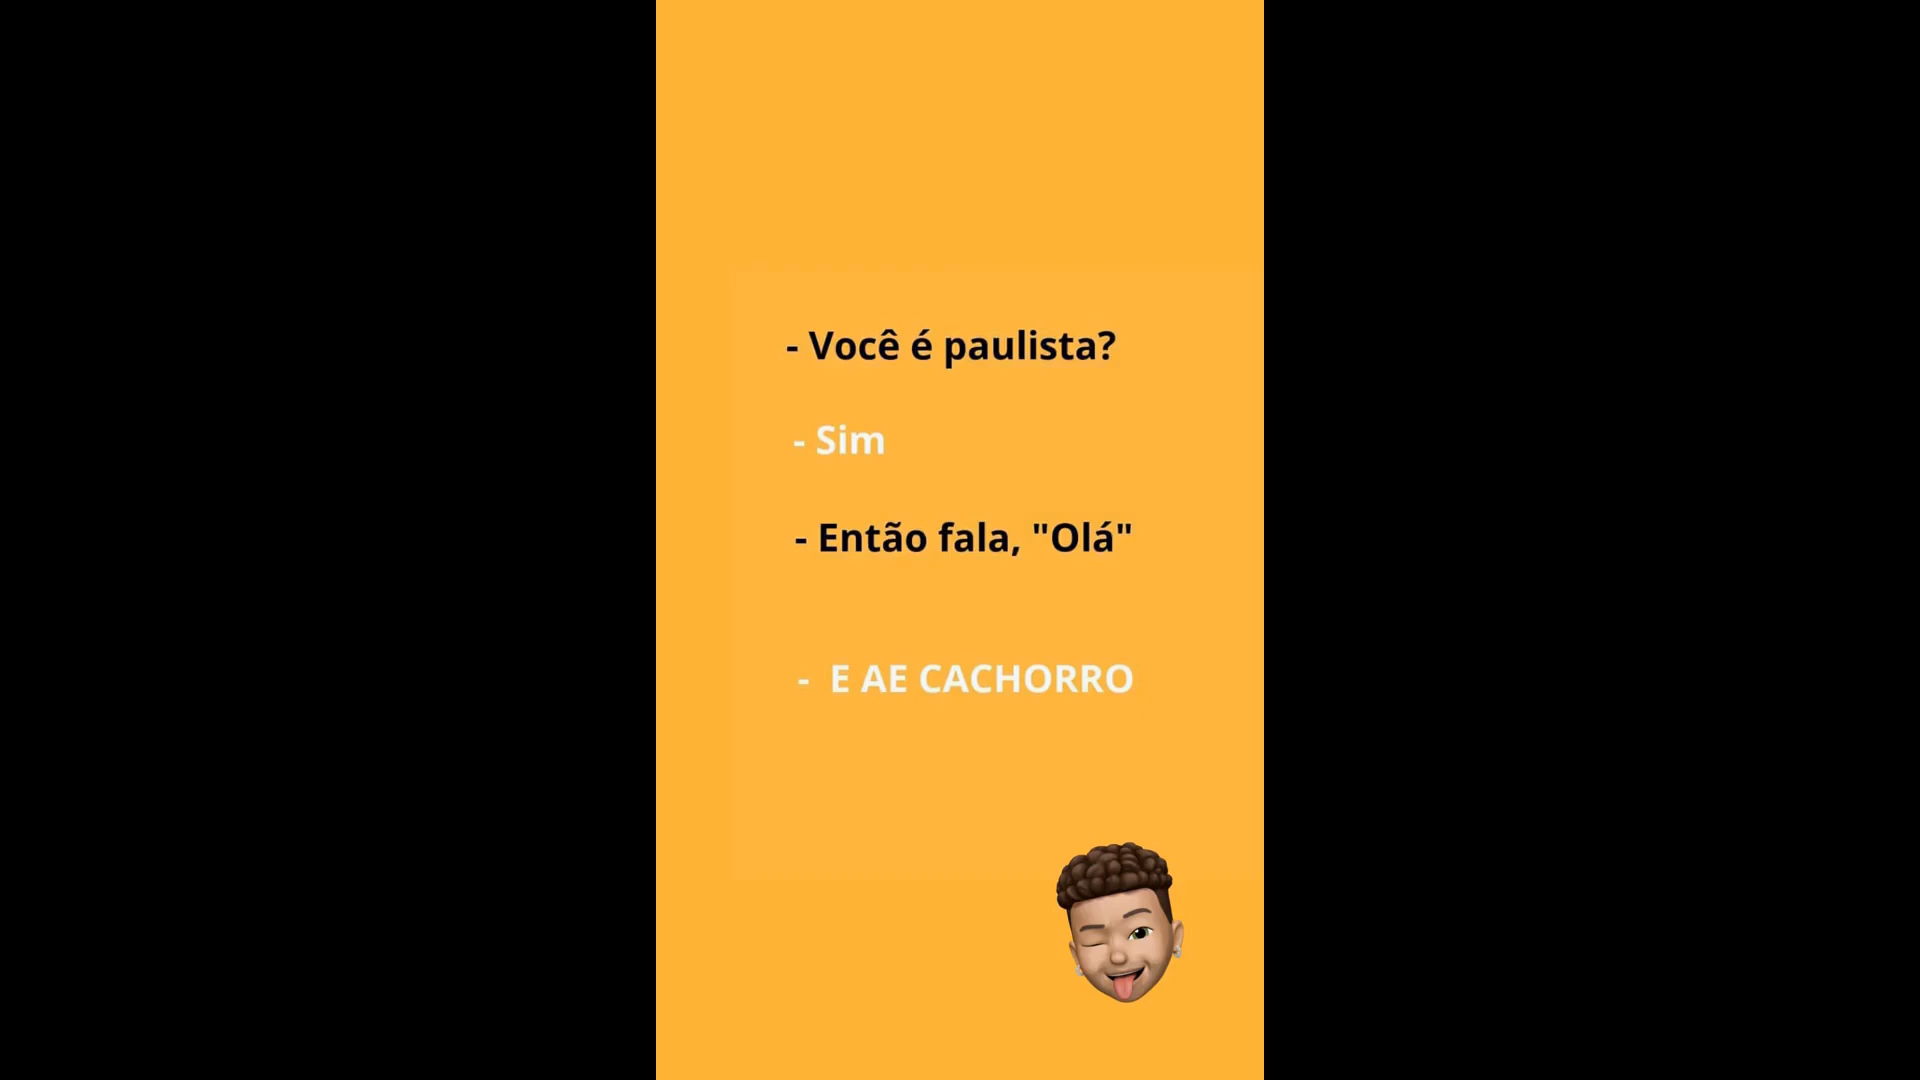 - Você é paulista?
- Sim
- Então fala, "Olá"
- E AE CACHORRO